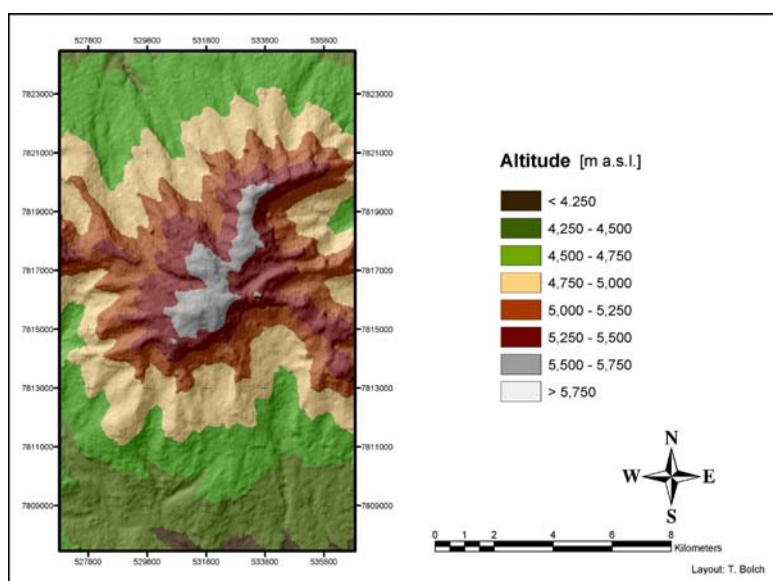 527800 529800 531800 533800 535800
7823000 7823000
7821000 7821000
7819000 7819000
7817000 7817000
7815000 7815000
7813000 7813000
7811000 7811000
7809000 7809000
527800 529800 531800 533800 535800
Altitude [m a.s.l.]
< 4.250
4,250 - 4,500
4,500 - 4,750
4,750 - 5,000
5,000 - 5,250
5,250 - 5,500
5,500 - 5,750
> 5,750
N
W E
S
0 1 2 4 6 8
Kilometers
Layout: T. Bolch